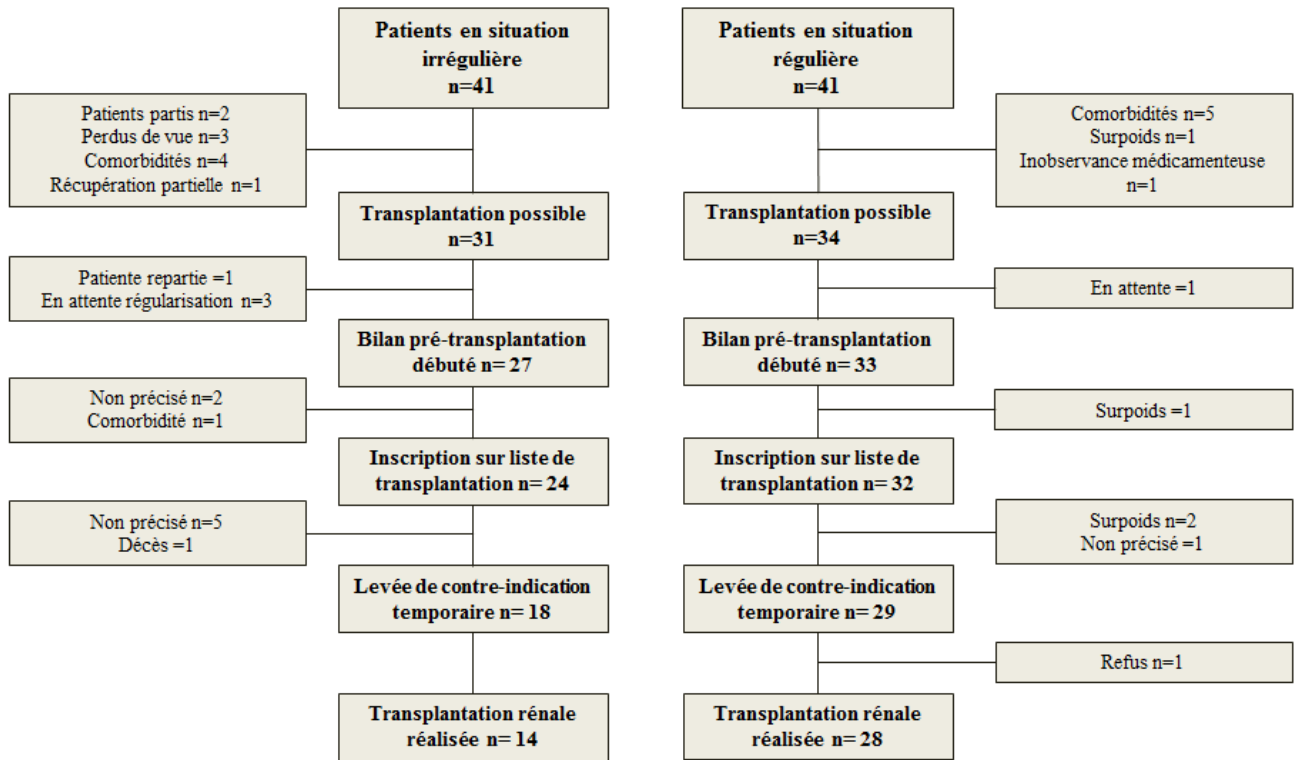 Patients en situation
irrégulière
n=41
Patients partis n=2
Perdus de vue n=3
Comorbidités n=4
Récupération partielle n=1
Transplantation possible
n=31
Patiente repartie =1
En attente régularisation n=3
Bilan pré-transplantation
débuté n= 27
Non précisé n=2
Comorbidité n=1
Inscription sur liste de
transplantation n= 24
Non précisé n=5
Décès =1
Levée de contre-indication
temporaire n= 18
Transplantation rénale
réalisée n= 14
Patients en situation
régulière
n=41
Comorbidités n=5
Surpoids n=1
Inobservance médicamenteuse
n=1
Transplantation possible
n=34
En attente =1
Bilan pré-transplantation
débuté n= 33
Surpoids =1
Inscription sur liste de
transplantation n= 32
Surpoids n=2
Non précisé =1
Levée de contre-indication
temporaire n= 29
Refus n=1
Transplantation rénale
réalisée n= 28